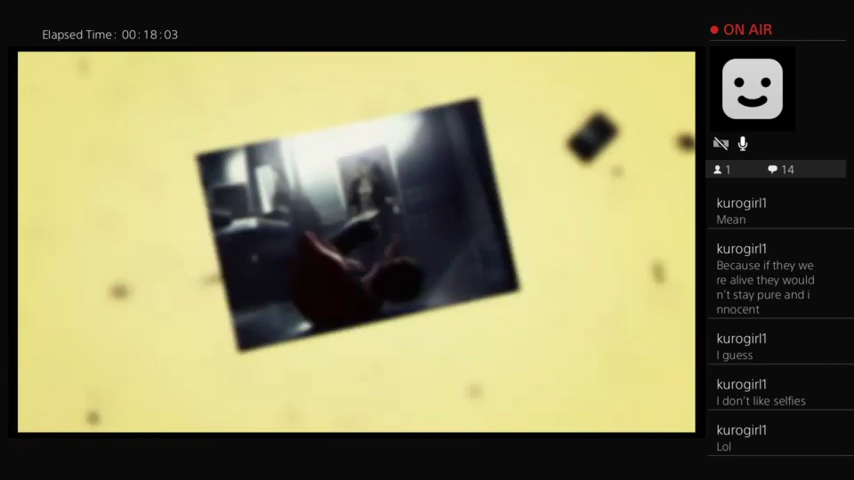 Elapsed Time: 00:18:03
ON AIR
1
14
kurogirl1
Mean
kurogirl1
Because if they we
re alive they would
n't stay pure and i
nnocent
kurogirl1
I guess
kurogirl1
I don't like selfies
kurogirl1
Lol